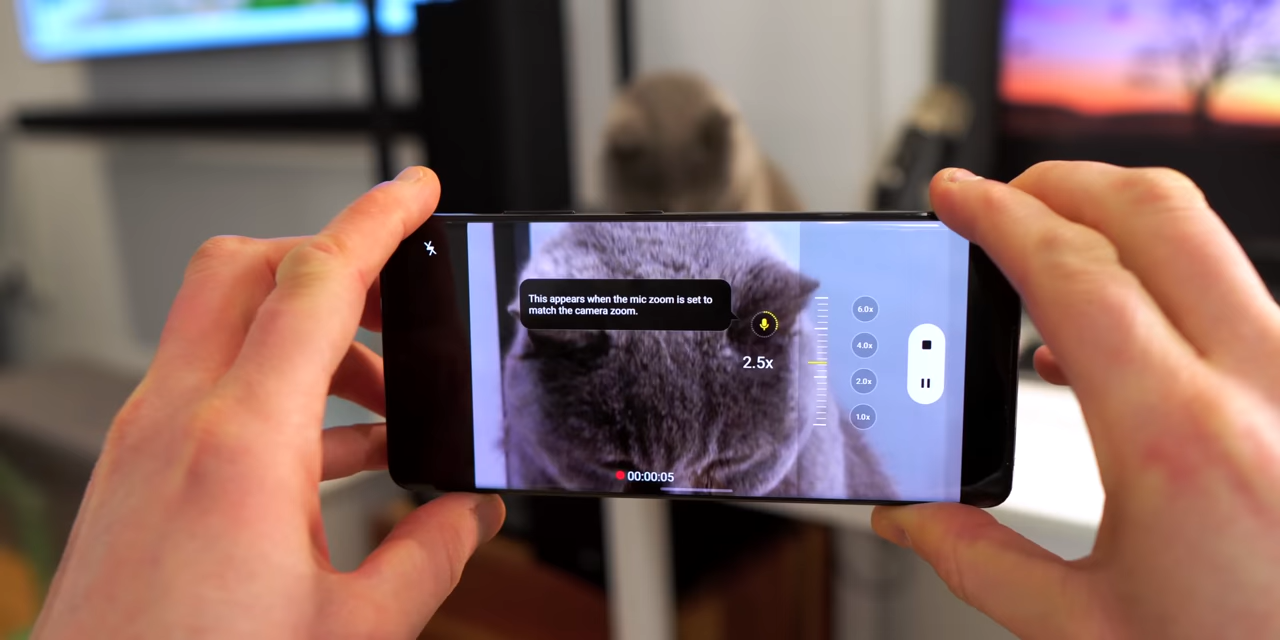 This appears when the mic zoom is set to
match the camera zoom.
2.5x
6.0x
4.0x
2.0x
1.0x
00:00:05